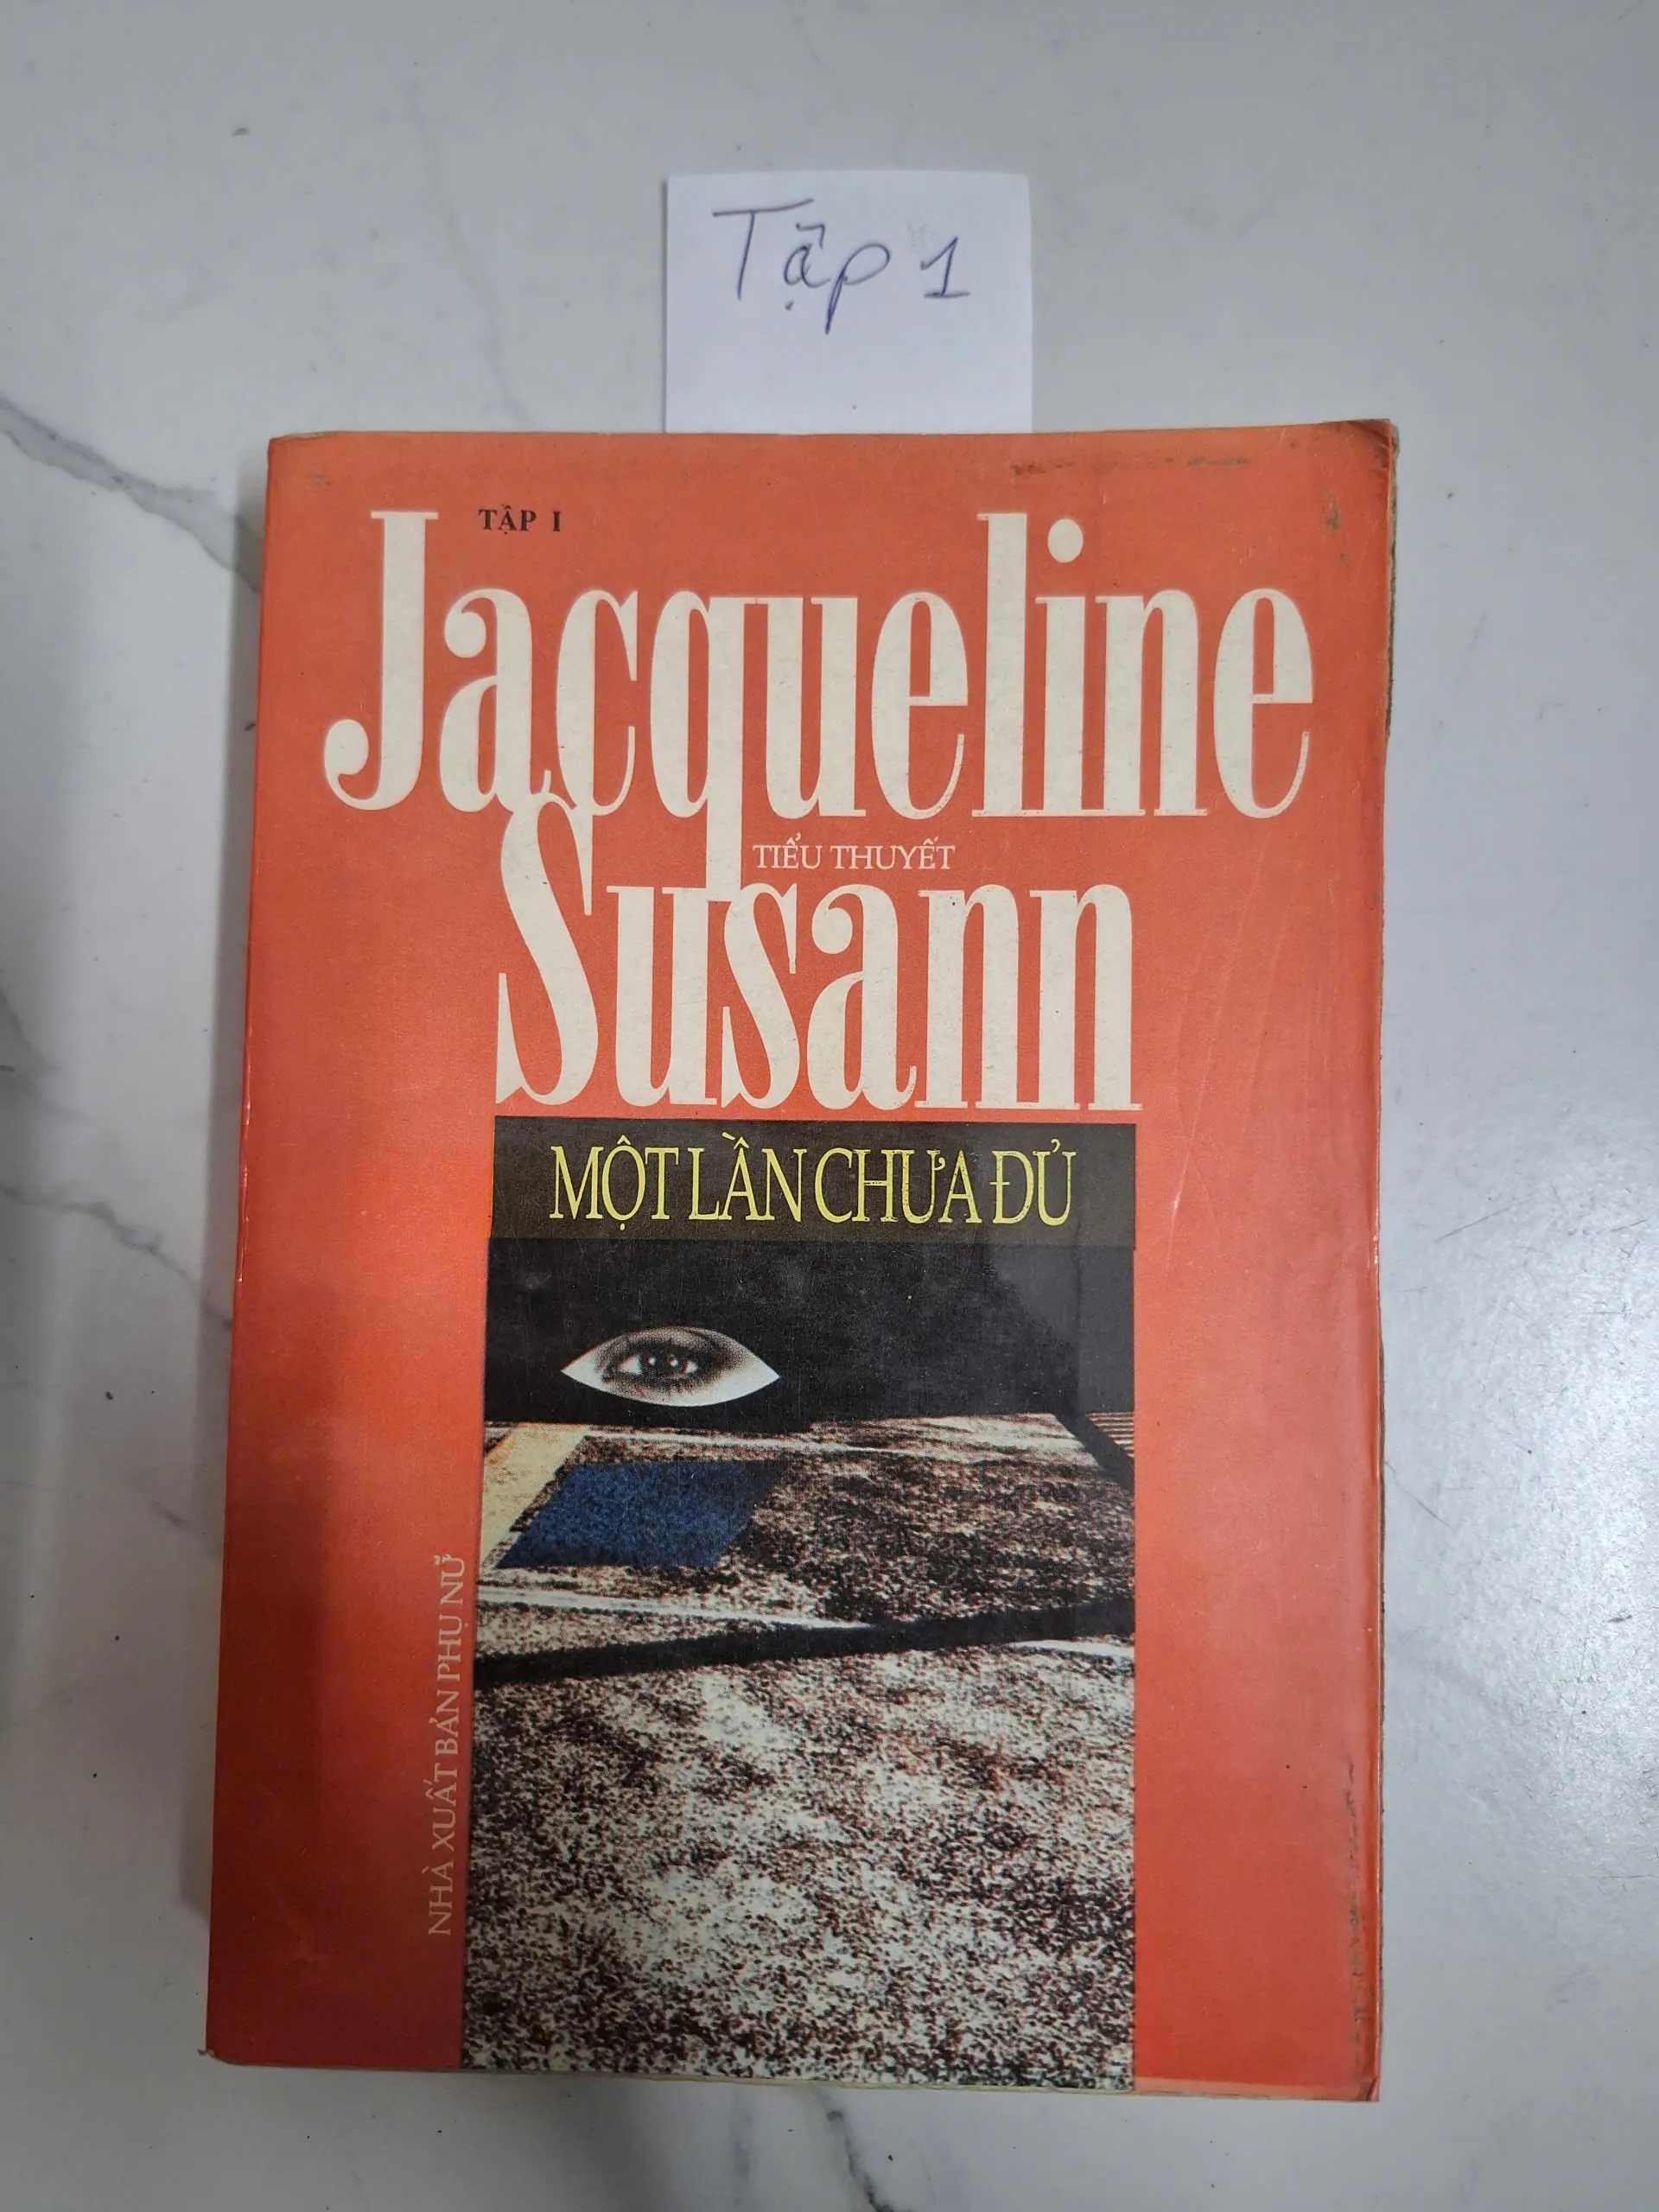 Tập 1
TẬP I
Jacqueline
TIỂU THUYẾT
Susann
MỘT LẦN CHƯA ĐỦ
NHÀ XUẤT BẢN PHỤ NỮ